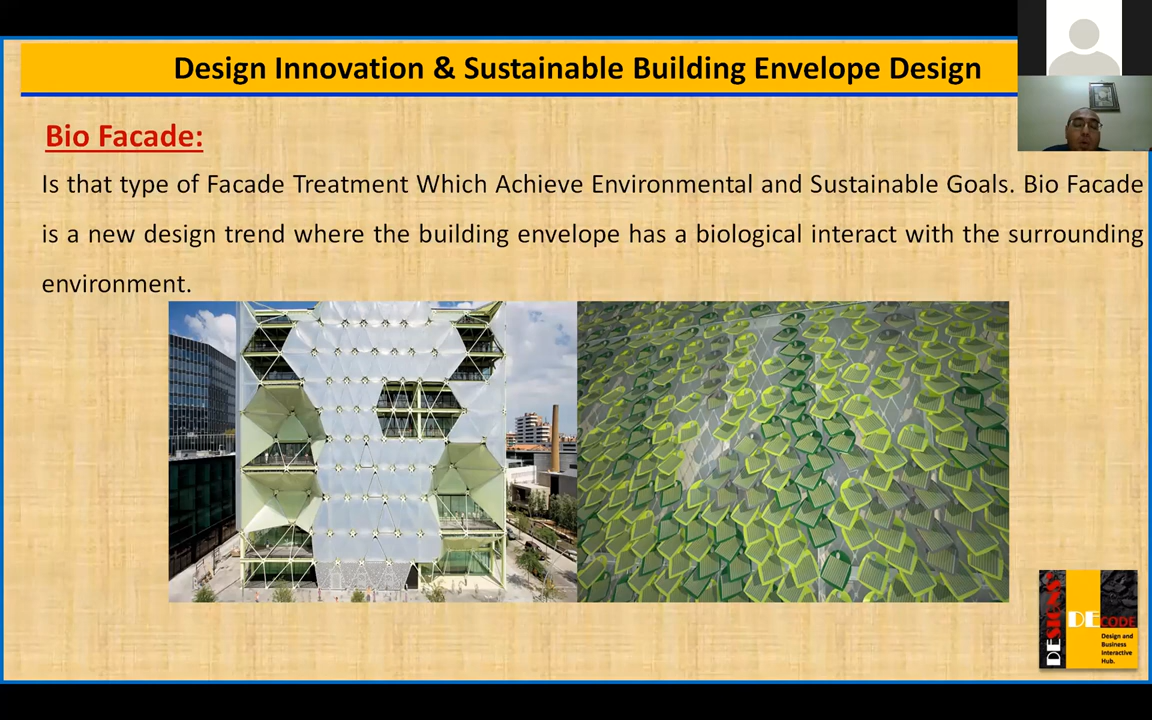 Design Innovation & Sustainable Building Envelope Design
Bio Facade:
Is that type of Facade Treatment Which Achieve Environmental and Sustainable Goals. Bio Facade
is a new design trend where the building envelope has a biological interact with the surrounding
environment.
DESIGNS
DECODE
Design and
Business
Interactive
Hub.